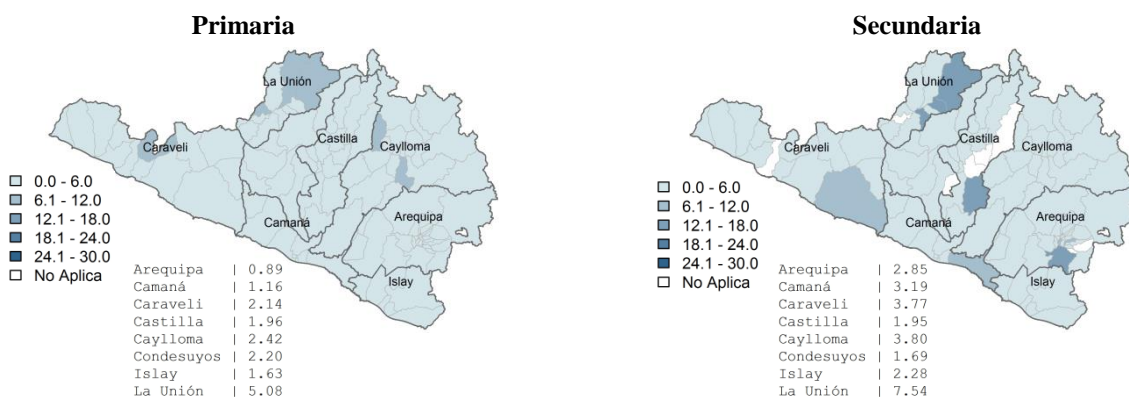 Primaria
La Unión
Castilla
Caraveli
Caylloma
Arequipa
Camaná
Islay
0.0 - 6.0
6.1 - 12.0
12.1 - 18.0
18.1 - 24.0
24.1 - 30.0
No Aplica
Arequipa | 0.89
Camaná | 1.16
Caraveli | 2.14
Castilla | 1.96
Caylloma | 2.42
Condesuyos | 2.20
Islay | 1.63
La Unión | 5.08
Secundaria
La Unión
Castilla
Caraveli
Caylloma
Arequipa
Camaná
Islay
0.0 - 6.0
6.1 - 12.0
12.1 - 18.0
18.1 - 24.0
24.1 - 30.0
No Aplica
Arequipa | 2.85
Camaná | 3.19
Caraveli | 3.77
Castilla | 1.95
Caylloma | 3.80
Condesuyos | 1.69
Islay | 2.28
La Unión | 7.54